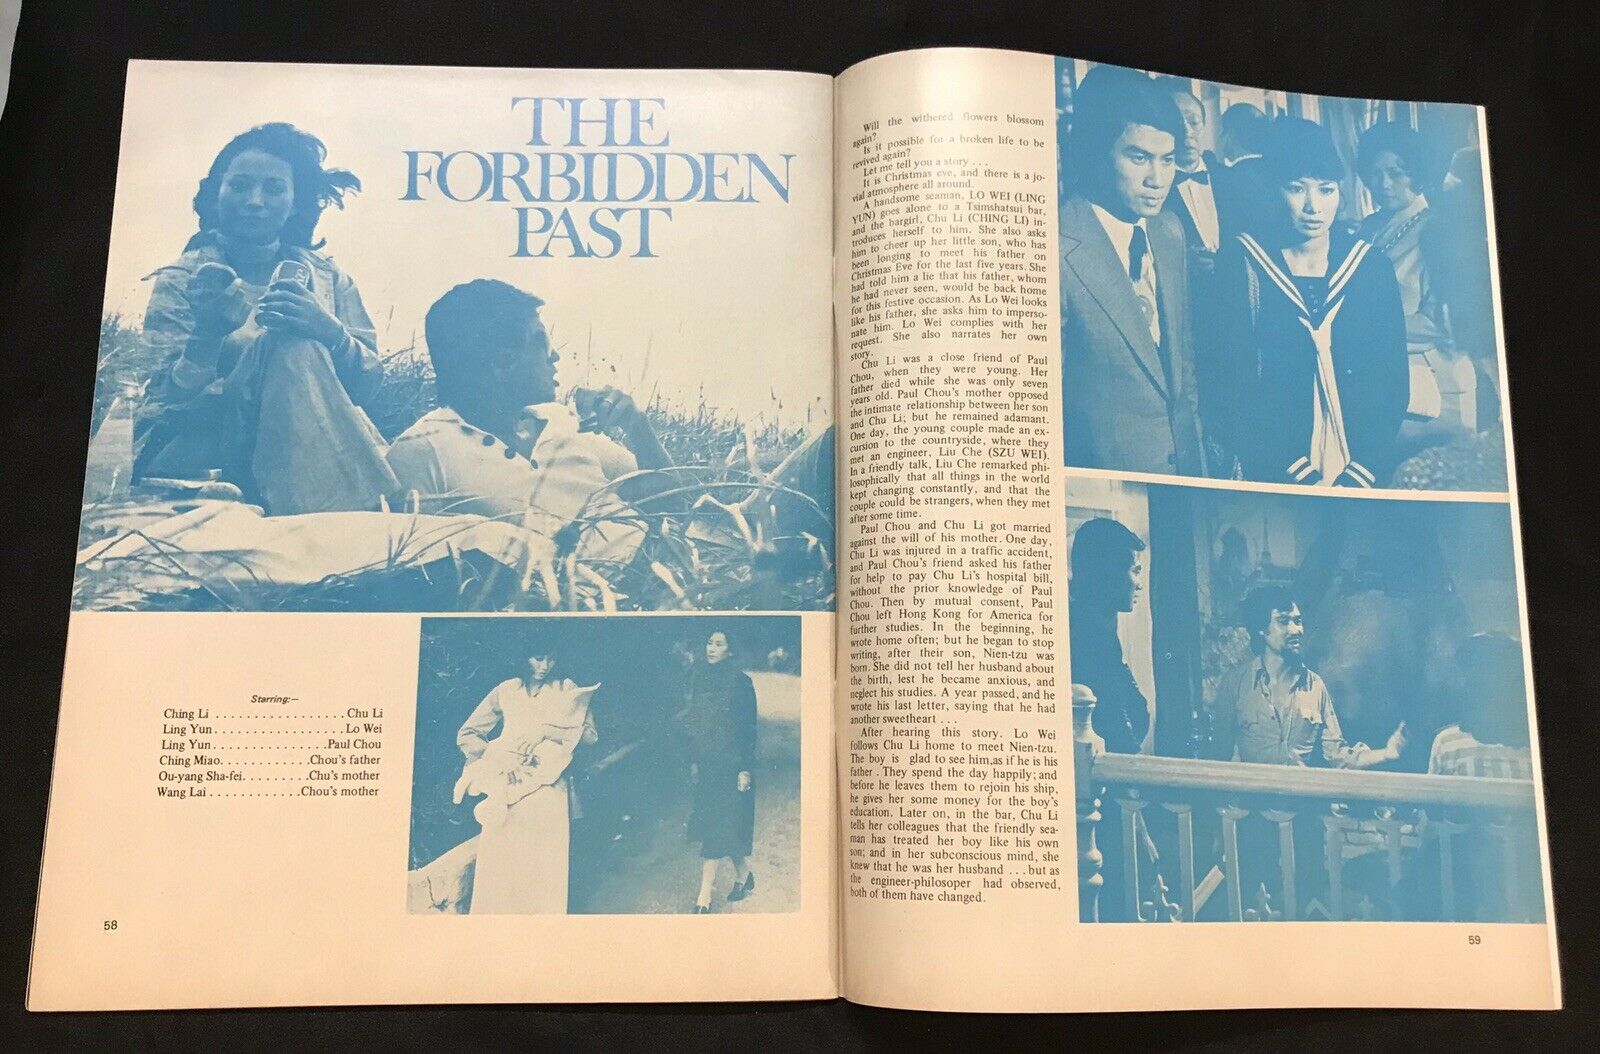 THE
FORBIDDEN
PAST
Starring:—
Ching Li . . . . . . . . . . . . . . . . . Chu Li
Ling Yun . . . . . . . . . . . . . . . . . Lo Wei
Ling Yun . . . . . . . . . . . . . . . Paul Chou
Ching Miao. . . . . . . . . . . . Chou's father
Ou-yang Sha-fei. . . . . . . . . Chu's mother
Wang Lai . . . . . . . . . . . . Chou's mother
58
Will the withered flowers blossom
again?
Is it possible for a broken life to be
revived again?
Let me tell you a story . . .
It is Christmas eve, and there is a jo-
vial atmosphere all around.
A handsome seaman, LO WEI (LING
YUN) goes alone to a Tsimshatsui bar,
and the bargirl, Chu Li (CHING LI) in-
troduces herself to him. She also asks
him to cheer up her little son, who has
been longing to meet his father on
Christmas Eve for the last five years. She
had told him a lie that his father, whom
he had never seen, would be back home
for this festive occasion. As Lo Wei looks
like his father, she asks him to imperso-
nate him. Lo Wei complies with her
request. She also narrates her own
story.
Chu Li was a close friend of Paul
Chou, when they were young. Her
father died while she was only seven
years old. Paul Chou's mother opposed
the intimate relationship between her son
and Chu Li; but he remained adamant.
One day, the young couple made an ex-
cursion to the countryside, where they
met an engineer, Liu Che (SZU WEI).
In a friendly talk, Liu Che remarked phi-
losophically that all things in the world
kept changing constantly, and that the
couple could be strangers, when they met
after some time.
Paul Chou and Chu Li got married
against the will of his mother. One day,
Chu Li was injured in a traffic accident,
and Paul Chou's friend asked his father
for help to pay Chu Li's hospital bill,
without the prior knowledge of Paul
Chou. Then by mutual consent, Paul
Chou left Hong Kong for America for
further studies. In the beginning, he
wrote home often; but he began to stop
writing, after their son, Nien-tzu was
born. She did not tell her husband about
the birth, lest he became anxious, and
neglect his studies. A year passed, and he
wrote his last letter, saying that he had
another sweetheart . . .
After hearing this story. Lo Wei
follows Chu Li home to meet Nien-tzu.
The boy is glad to see him,as if he is his
father . They spend the day happily; and
before he leaves them to rejoin his ship,
he gives her some money for the boy's
education. Later on, in the bar, Chu Li
tells her colleagues that the friendly sea-
man has treated her boy like his own
son; and in her subconscious mind, she
knew that he was her husband . . . but as
the engineer-philosoper had observed,
both of them have changed.
59